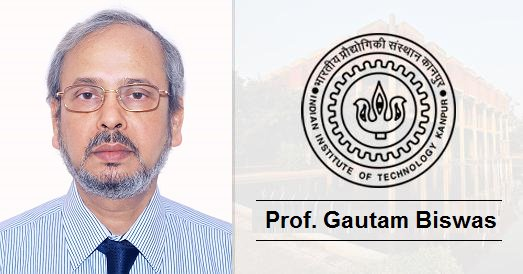 भारतीय प्रौद्योगिकी संस्थान कानपुर
INDIAN INSTITUTE OF TECHNOLOGY KANPUR
Prof. Gautam Biswas